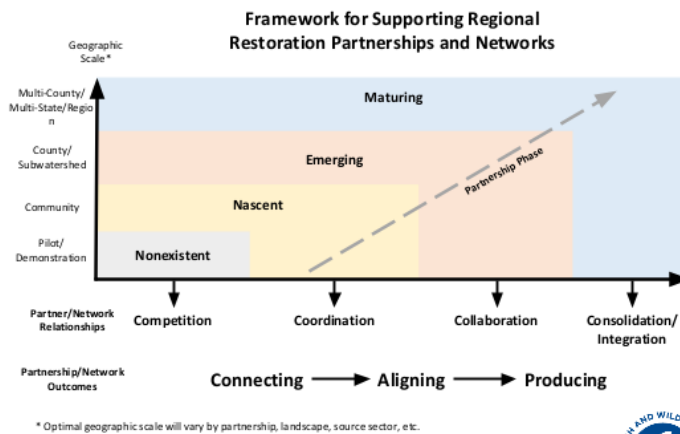 Framework for Supporting Regional
Restoration Partnerships and Networks
Geographic
Scale*
Multi-County/
Multi-State/Regio
n
Maturing
County/
Subwatershed
Emerging
Partnership Phase
Community
Nascent
Pilot/
Demonstration
Nonexistent
Partner/Network
Relationships
Competition
Coordination
Collaboration
Consolidation/
Integration
Partnership/Network
Outcomes
Connecting
Aligning
Producing
* Optimal geographic scale will vary by partnership, landscape, source sector, etc.
AND WILD